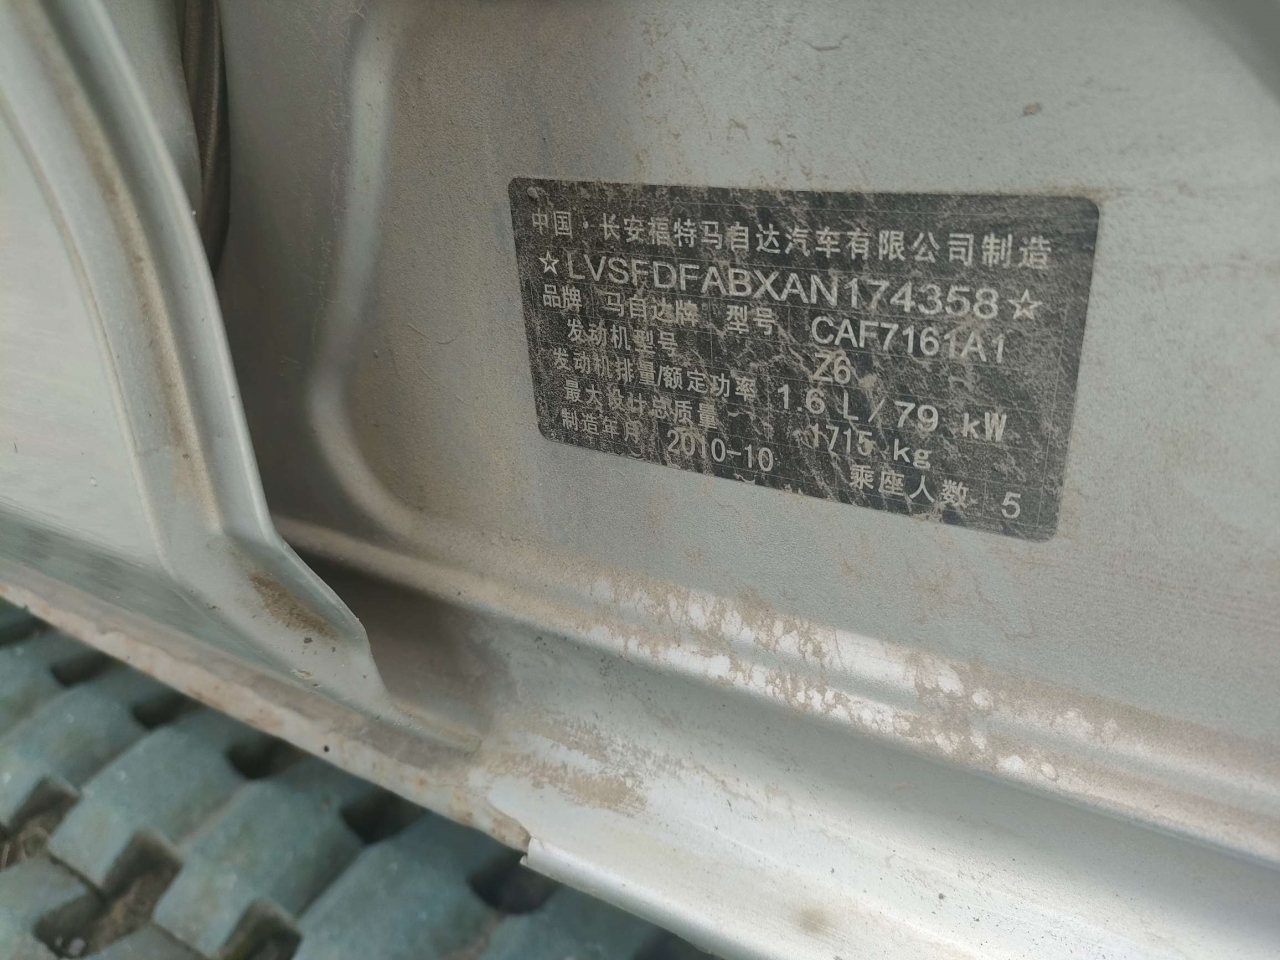 中国·长安福特马自达汽车有限公司制造
☆LVSFDFABXAN174358☆
品牌 马自达牌 型号 CAF7161A1
发动机型号 Z6
发动机排量/额定功率 1.6 L/79 kW
最大设计总质量 1715 kg
制造年月 2010-10 乘座人数 5